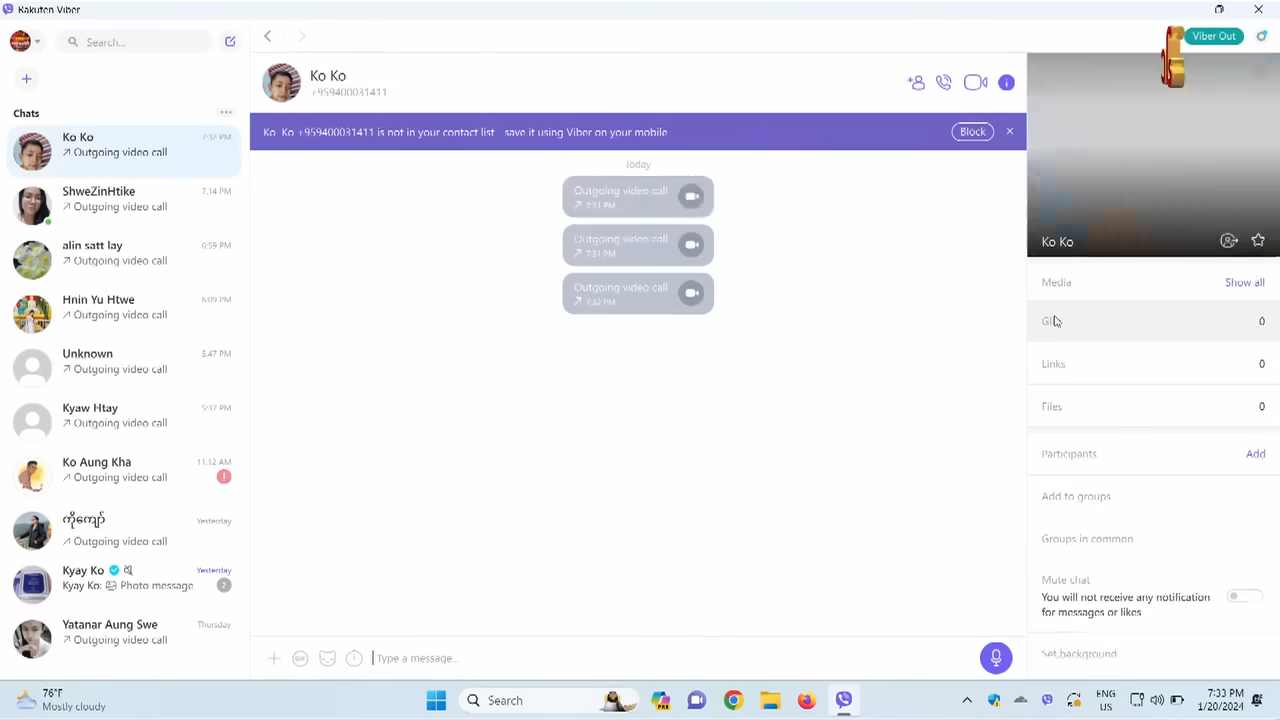 Rakuten Viber
Search...
Viber Out
Chats
Ko Ko
7:32 PM
Outgoing video call
ShweZinHtike
7:14 PM
Outgoing video call
alin satt lay
6:59 PM
Outgoing video call
Hnin Yu Htwe
6:09 PM
Outgoing video call
Unknown
5:47 PM
Outgoing video call
Kyaw Htay
5:37 PM
Outgoing video call
Ko Aung Kha
11:12 AM
Outgoing video call
!
ကိုကျော်
Yesterday
Outgoing video call
Kyay Ko
Yesterday
Kyay Ko: Photo message
2
Yatanar Aung Swe
Thursday
Outgoing video call
Ko Ko
+959400031411
Ko Ko +959400031411 is not in your contact list - save it using Viber on your mobile
Block
Today
Outgoing video call
7:31 PM
Outgoing video call
7:31 PM
Outgoing video call
7:32 PM
GIF
Type a message...
Ko Ko
Media
Show all
0
Links
0
Files
0
Participants
Add
Add to groups
Groups in common
Mute chat
You will not receive any notification
for messages or likes
Set background
76°F
Mostly cloudy
Search
PRE
ENG
US
7:33 PM
1/20/2024